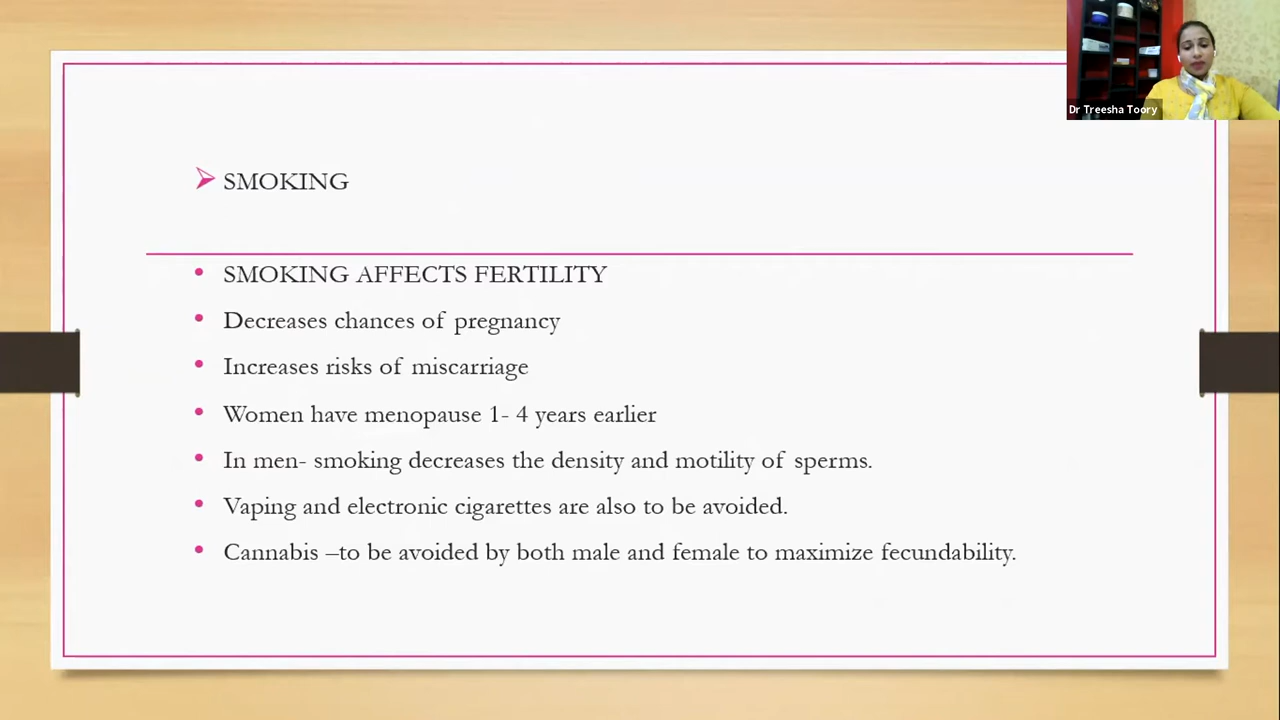 Dr Treesha Toory
SMOKING
SMOKING AFFECTS FERTILITY
Decreases chances of pregnancy
Increases risks of miscarriage
Women have menopause 1- 4 years earlier
In men- smoking decreases the density and motility of sperms.
Vaping and electronic cigarettes are also to be avoided.
Cannabis –to be avoided by both male and female to maximize fecundability.